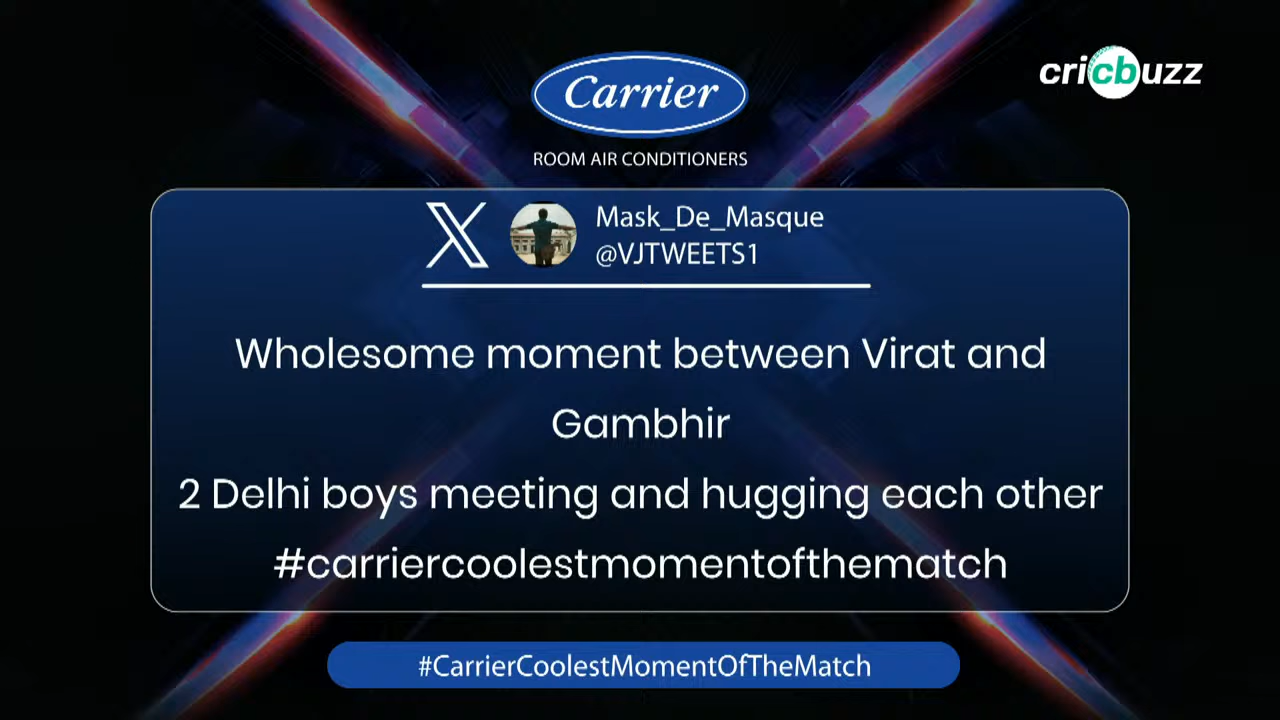 Carrier
cricbuzz
ROOM AIR CONDITIONERS
X
Mask_De_Masque
@VJTWEETS1
Wholesome moment between Virat and
Gambhir
2 Delhi boys meeting and hugging each other
#carriercoolestmomentofthematch
#CarrierCoolestMomentOfTheMatch